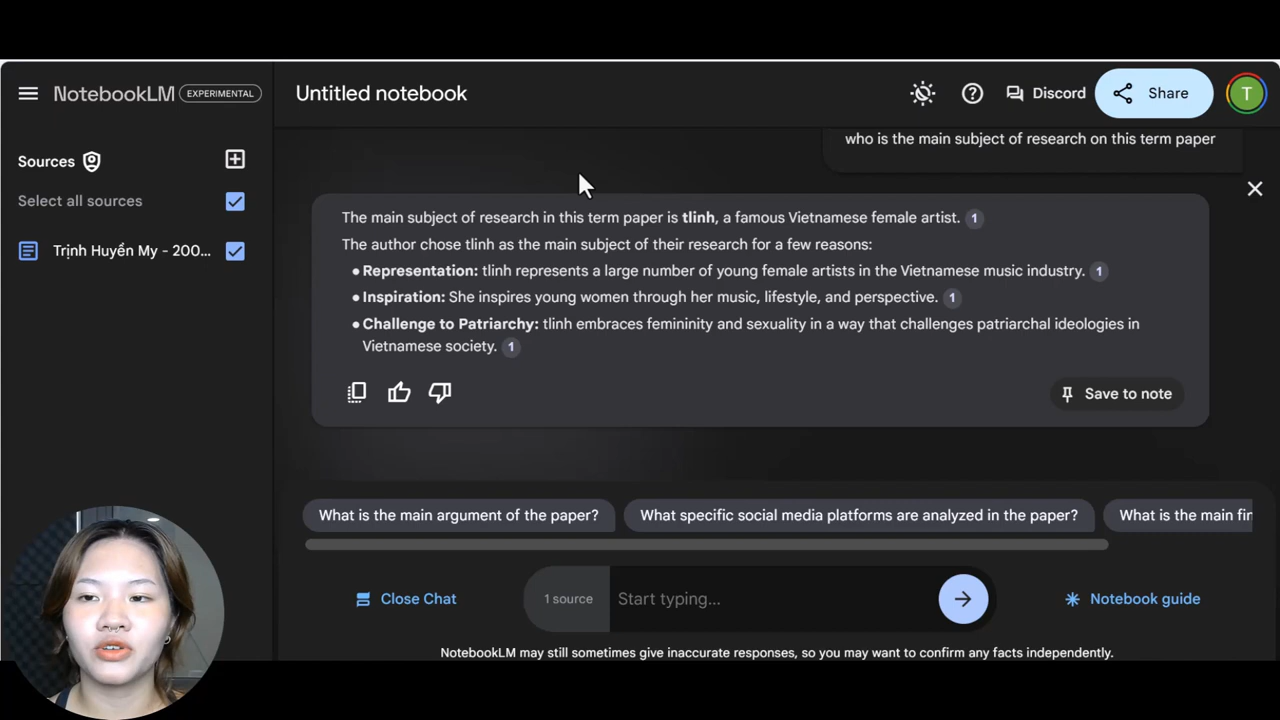 NotebookLM EXPERIMENTAL
Untitled notebook
Discord
Share
T
Sources
Select all sources
Trịnh Huyền My - 200...
who is the main subject of research on this term paper
The main subject of research in this term paper is tlinh, a famous Vietnamese female artist. 1
The author chose tlinh as the main subject of their research for a few reasons:
• Representation: tlinh represents a large number of young female artists in the Vietnamese music industry. 1
• Inspiration: She inspires young women through her music, lifestyle, and perspective. 1
• Challenge to Patriarchy: tlinh embraces femininity and sexuality in a way that challenges patriarchal ideologies in
Vietnamese society. 1
Save to note
What is the main argument of the paper?
What specific social media platforms are analyzed in the paper?
What is the main fin
Close Chat
1 source
Start typing...
Notebook guide
NotebookLM may still sometimes give inaccurate responses, so you may want to confirm any facts independently.